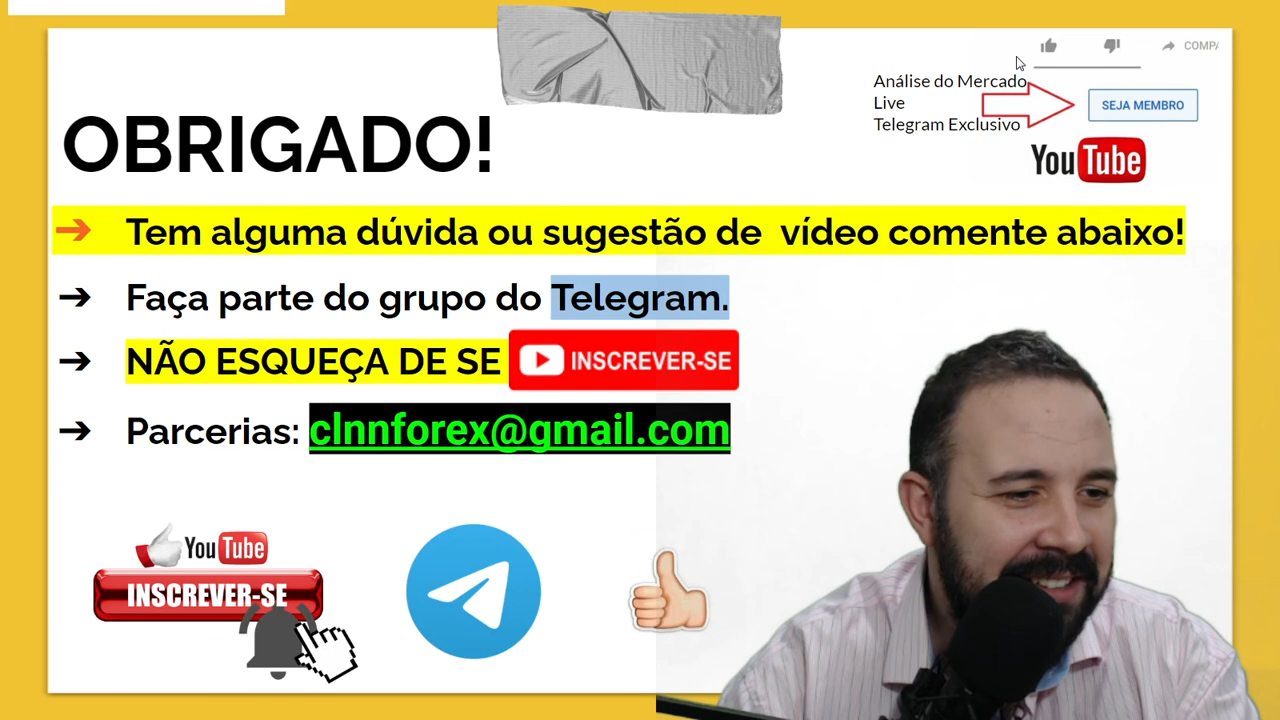 COMPA
Análise do Mercado
Live
Telegram Exclusivo
SEJA MEMBRO
YouTube
OBRIGADO!
Tem alguma dúvida ou sugestão de vídeo comente abaixo!
Faça parte do grupo do Telegram.
NÃO ESQUEÇA DE SE INSCREVER-SE
Parcerias: clnnforex@gmail.com
YouTube
INSCREVER-SE